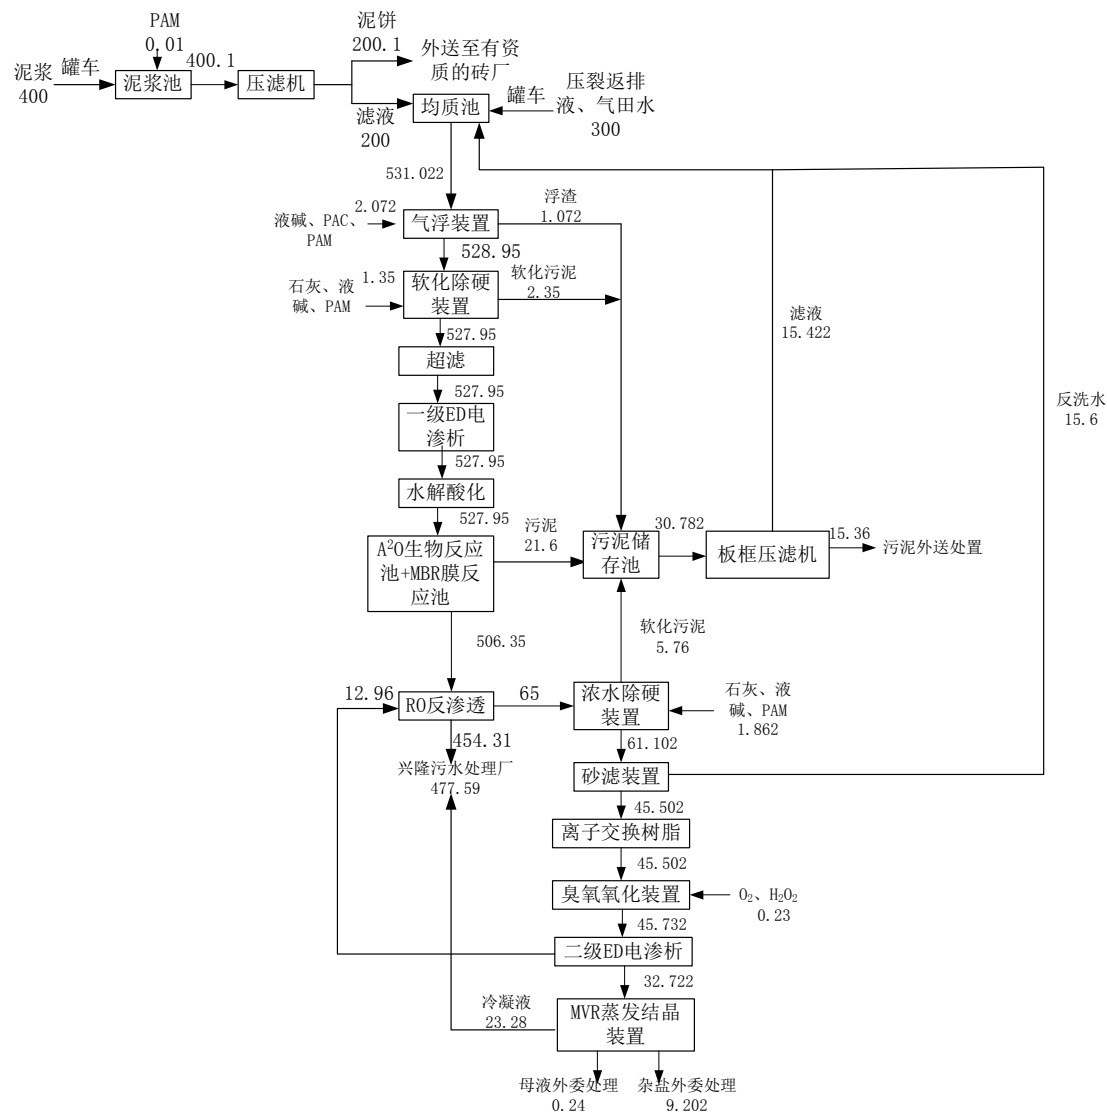 PAM
0.01
泥浆
400
罐车
泥浆池
400.1
压滤机
泥饼
200.1
外送至有资
质的砖厂
滤液
200
均质池
罐车
压裂返排
液、气田水
300
531.022
2.072
液碱、PAC、
PAM
气浮装置
浮渣
1.072
528.95
1.35
石灰、液
碱、PAM
软化除硬
装置
软化污泥
2.35
527.95
超滤
527.95
一级ED电
渗析
527.95
水解酸化
527.95
A²O生物反应
池+MBR膜反
应池
污泥
21.6
污泥储
存池
30.782
板框压滤机
15.36
污泥外送处置
滤液
15.422
反洗水
15.6
506.35
软化污泥
5.76
12.96
RO反渗透
65
浓水除硬
装置
石灰、液
碱、PAM
1.862
454.31
兴隆污水处理厂
477.59
61.102
砂滤装置
45.502
离子交换树脂
45.502
臭氧氧化装置
O₂、H₂O₂
0.23
45.732
二级ED电渗析
32.722
冷凝液
23.28
MVR蒸发结晶
装置
母液外委处理
0.24
杂盐外委处理
9.202